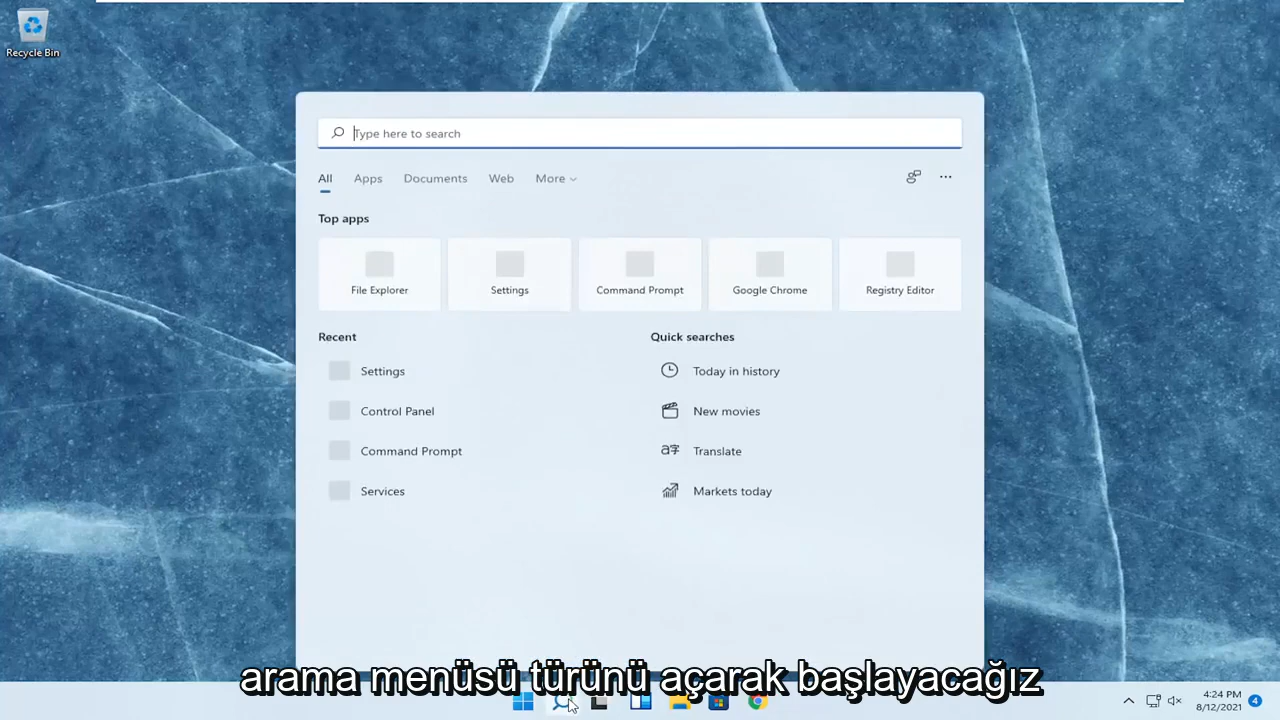 Recycle Bin
Type here to search
All Apps Documents Web More
Top apps
File Explorer Settings Command Prompt Google Chrome Registry Editor
Recent Quick searches
Settings Today in history
Control Panel New movies
Command Prompt Translate
Services Markets today
arama menüsü türünü açarak başlayacağız
4:24 PM
8/12/2021 4